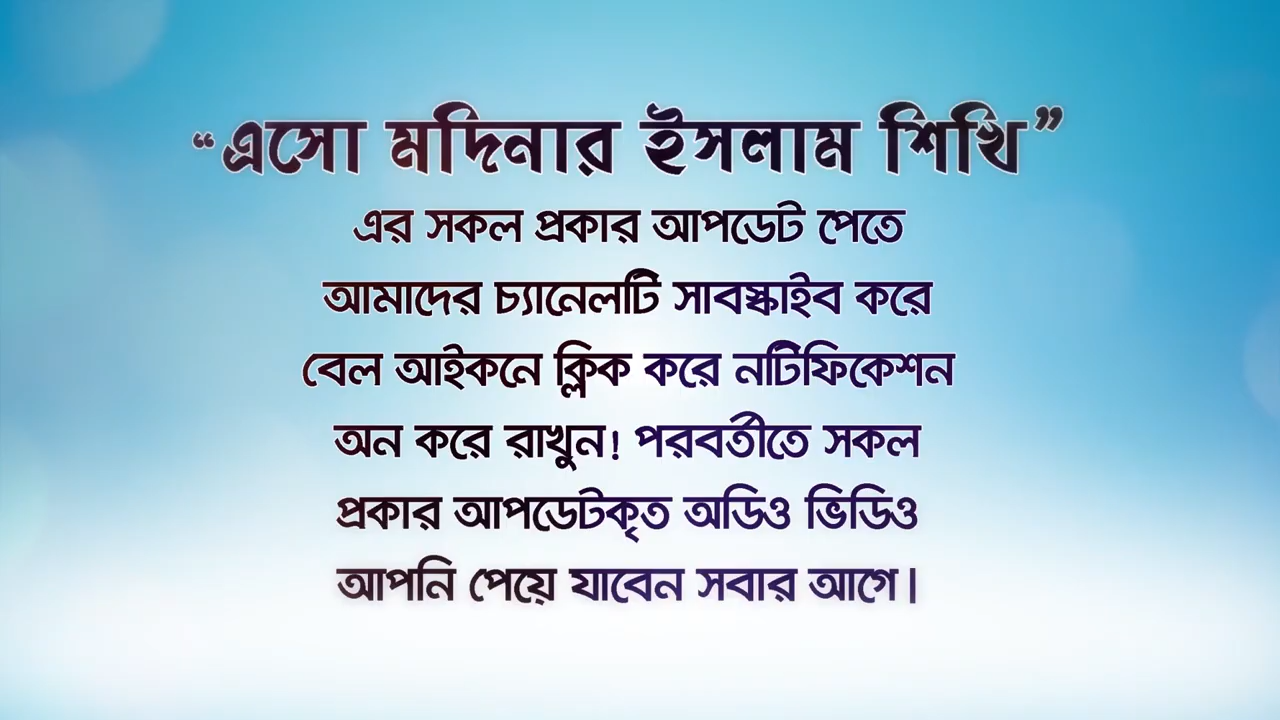 “এসো মদিনার ইসলাম শিখি”
এর সকল প্রকার আপডেট পেতে
আমাদের চ্যানেলটি সাবস্কাইব করে
বেল আইকনে ক্লিক করে নটিফিকেশন
অন করে রাখুন! পরবর্তীতে সকল
প্রকার আপডেটকৃত অডিও ভিডিও
আপনি পেয়ে যাবেন সবার আগে।